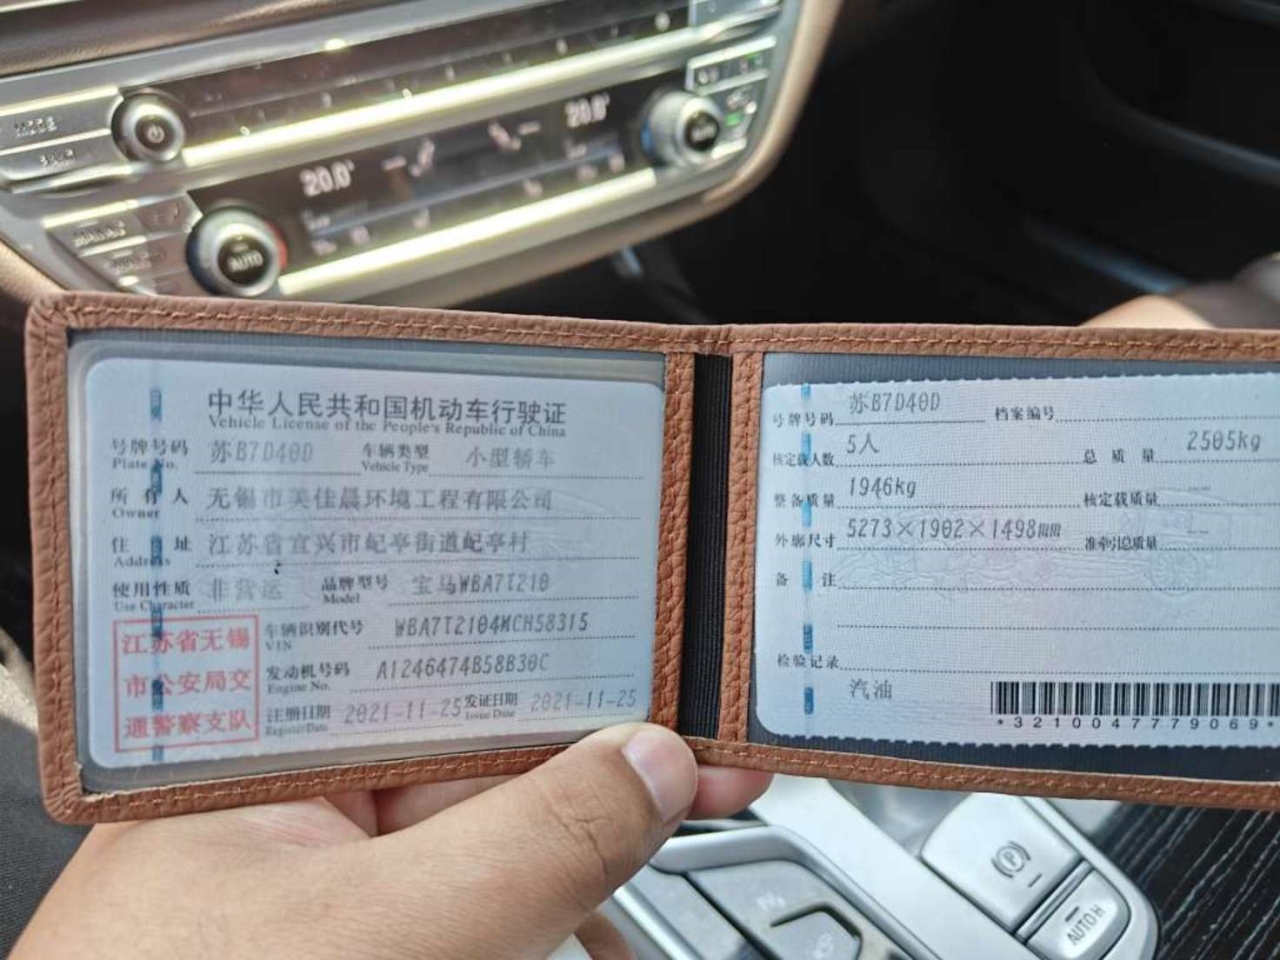 20.0°
20.0°
AUTO
中华人民共和国机动车行驶证
Vehicle License of the People's Republic of China
号牌号码 苏B7D40D 车辆类型 小型轿车
Plate No. Vehicle Type
所有人 无锡市美佳晨环境工程有限公司
Owner
住址 江苏省宜兴市屺亭街道屺亭村
Address
使用性质 非营运 品牌型号 宝马WBA7T210
Use Character Model
江苏省无锡
市公安局交
通警察支队
车辆识别代号 WBA7T2104MCH58315
VIN
发动机号码 A1246474B58B30C
Engine No.
注册日期 2021-11-25 发证日期 2021-11-25
Register Date Issue Date
号牌号码 苏B7D40D 档案编号
核定载人数 5人 总质量 2505kg
整备质量 1946kg 核定载质量 --
外廓尺寸 5273×1902×1498mm 准牵引总质量 --
备注
检验记录
汽油
*3210047779069*
P
AUTO H